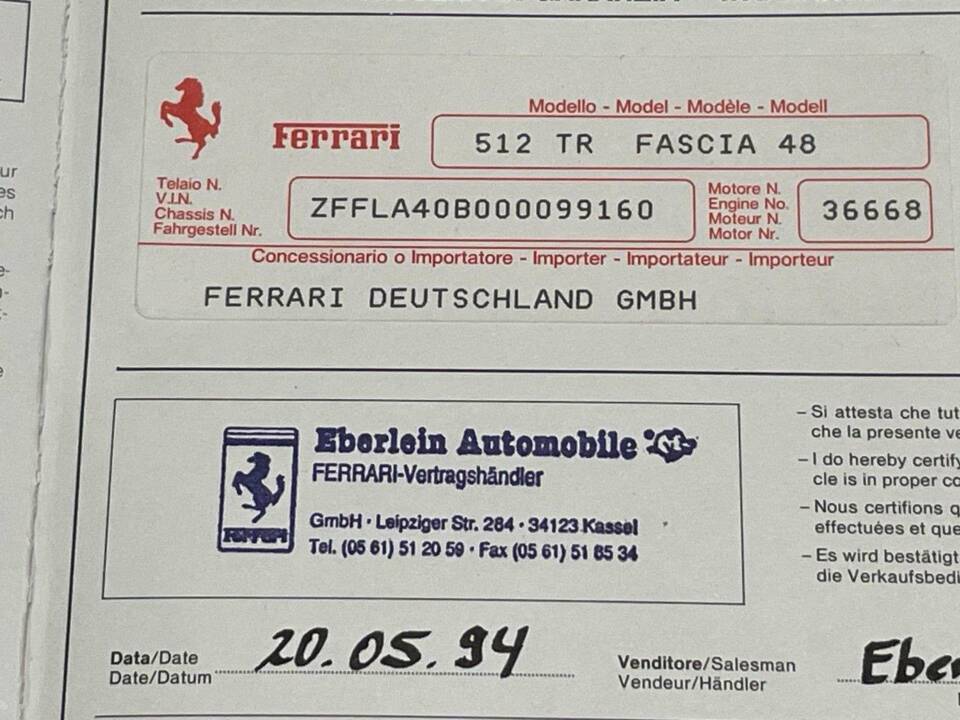 Modello - Model - Modèle - Modell
Ferrari
512 TR FASCIA 48
Telaio N.
V.I.N.
Chassis N.
Fahrgestell Nr.
ZFFLA40B000099160
Motore N.
Engine No.
Moteur N.
Motor Nr.
36668
Concessionario o Importatore - Importer - Importateur - Importeur
FERRARI DEUTSCHLAND GMBH
Eberlein Automobile
FERRARI-Vertragshändler
GmbH · Leipziger Str. 284 · 34123 Kassel
Tel. (05 61) 51 20 59 · Fax (05 61) 51 85 34
Ferrari
– Si attesta che tut
che la presente ve
– I do hereby certify
cle is in proper co
– Nous certifions q
effectuées et que
– Es wird bestätigt
die Verkaufsbedi
Data/Date
Date/Datum
20.05.94
Venditore/Salesman
Vendeur/Händler
Eber